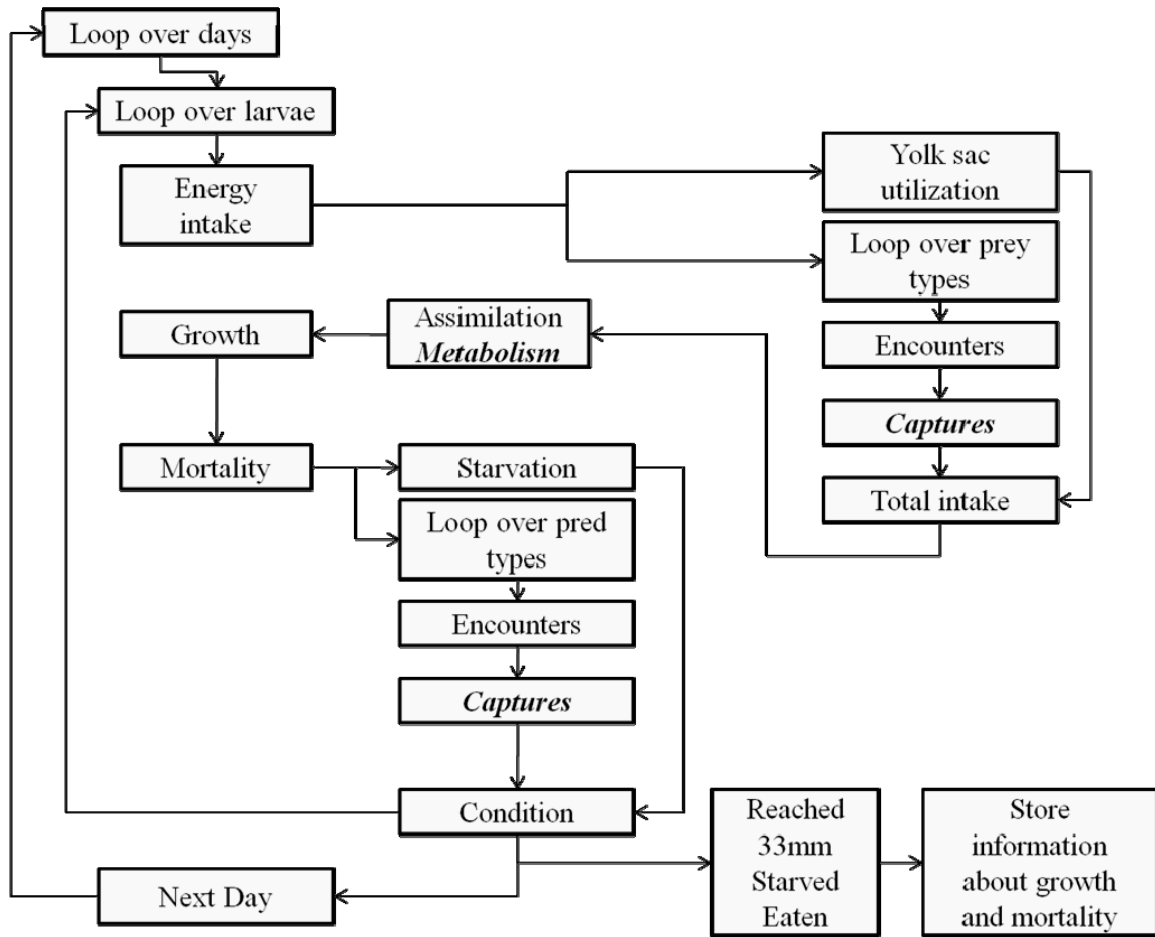 Loop over days
Loop over larvae
Energy
intake
Yolk sac
utilization
Loop over prey
types
Encounters
Captures
Total intake
Assimilation
Metabolism
Growth
Mortality
Starvation
Loop over pred
types
Encounters
Captures
Condition
Next Day
Reached
33mm
Starved
Eaten
Store
information
about growth
and mortality